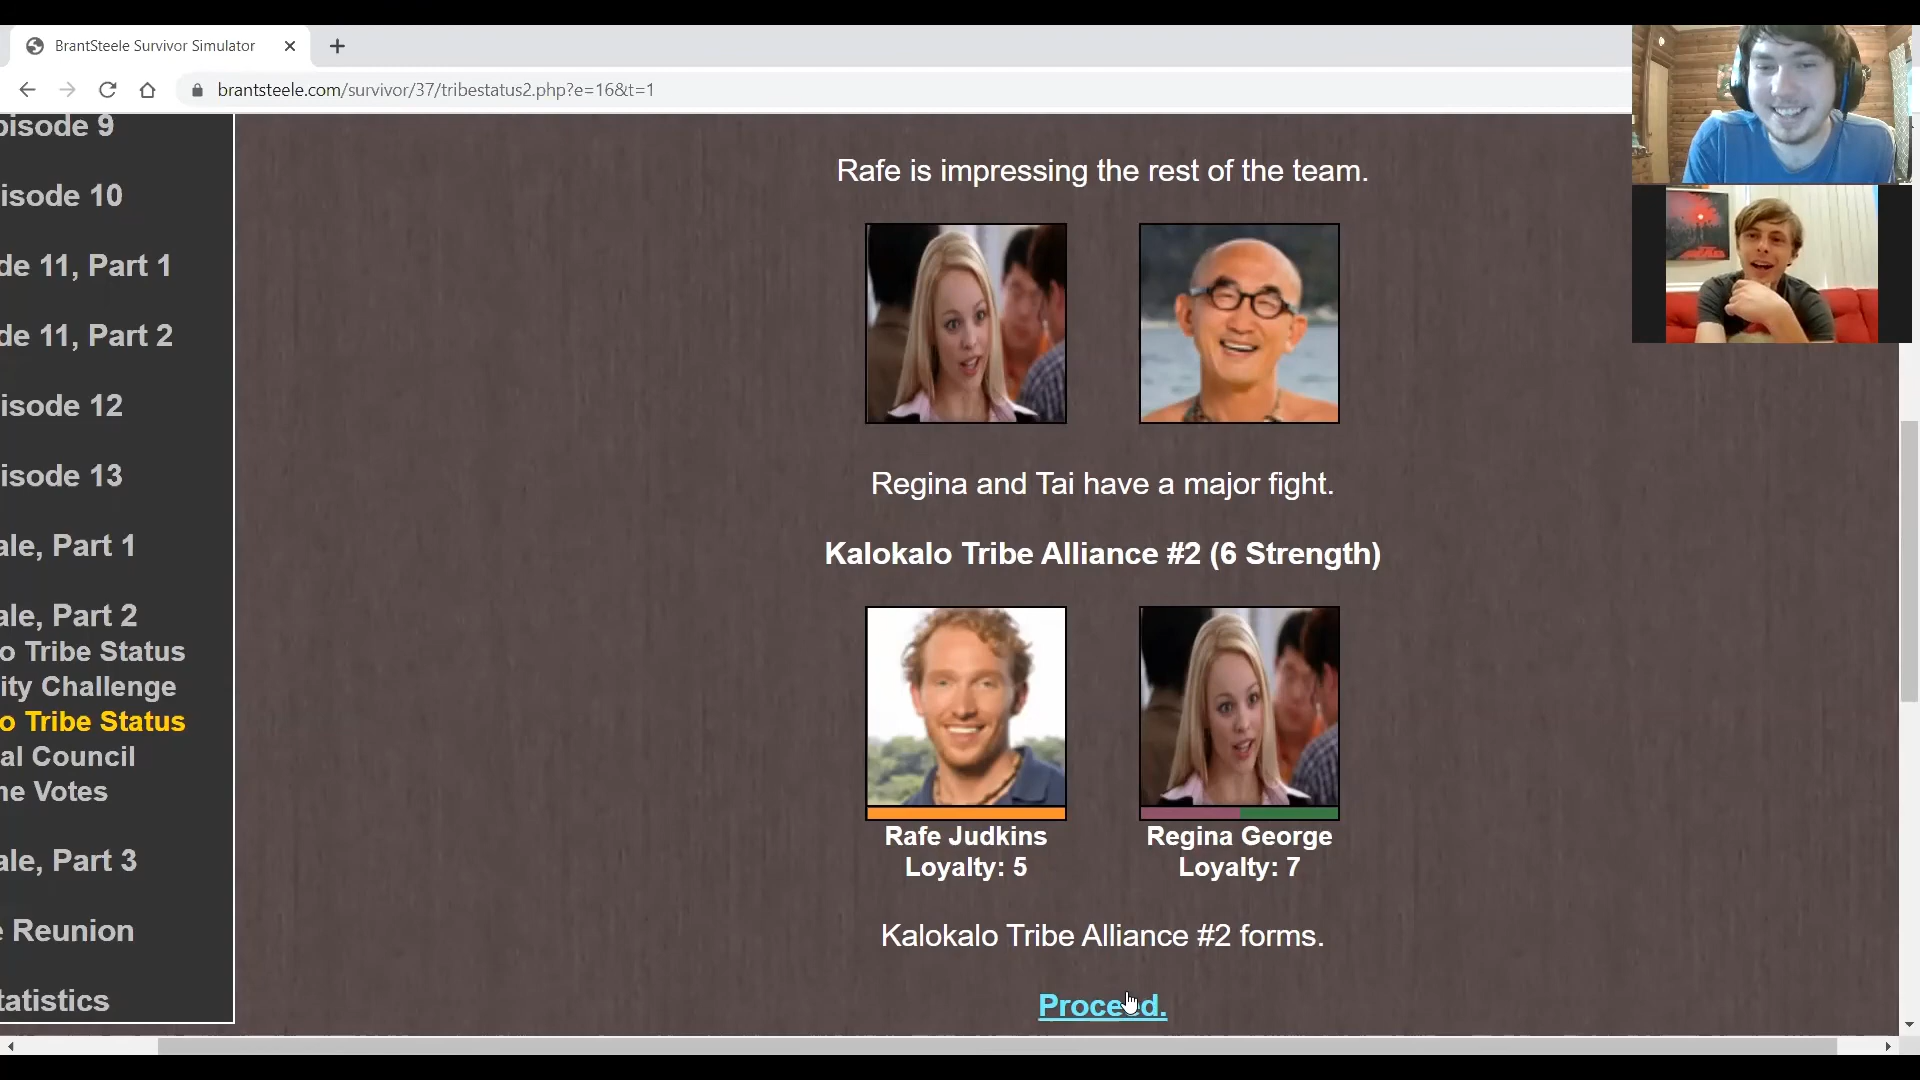 BrantSteele Survivor Simulator
brantsteele.com/survivor/37/tribestatus2.php?e=16&t=1
pisode 9
isode 10
de 11, Part 1
de 11, Part 2
isode 12
isode 13
ale, Part 1
ale, Part 2
o Tribe Status
ity Challenge
o Tribe Status
al Council
ne Votes
ale, Part 3
e Reunion
tatistics
Rafe is impressing the rest of the team.
Regina and Tai have a major fight.
Kalokalo Tribe Alliance #2 (6 Strength)
Rafe Judkins
Loyalty: 5
Regina George
Loyalty: 7
Kalokalo Tribe Alliance #2 forms.
Proceed.